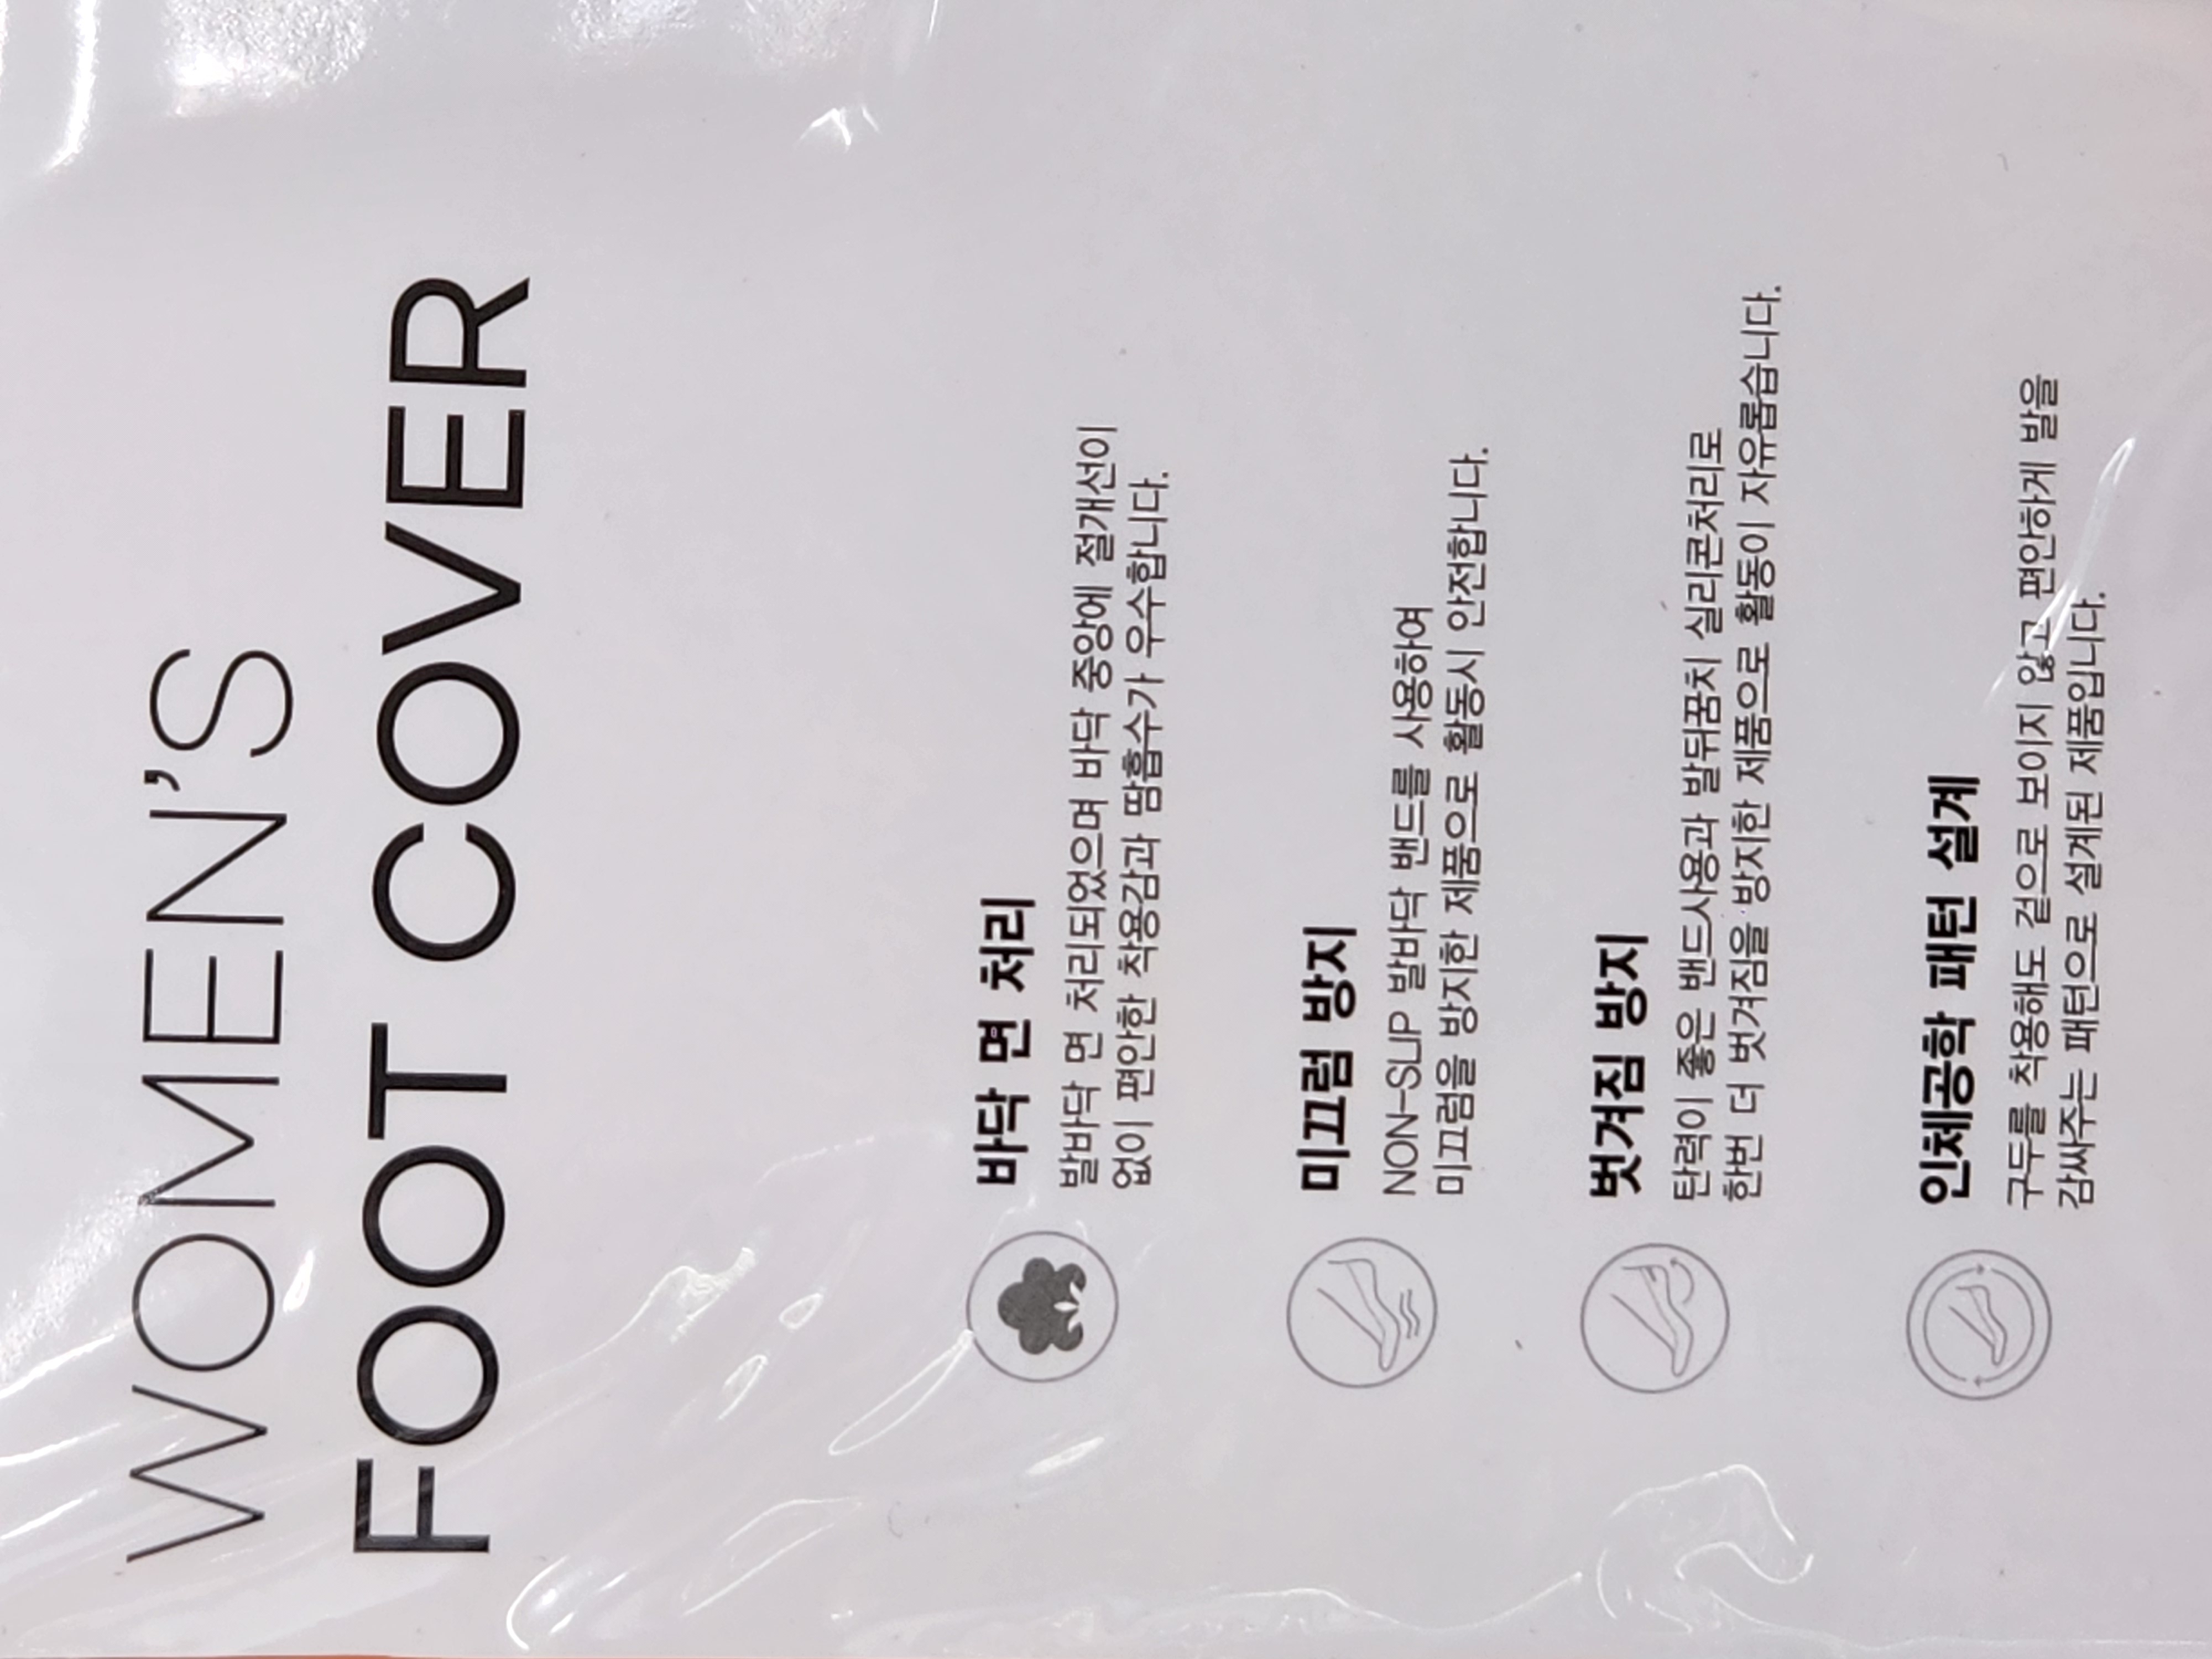 WOMEN'S
FOOT COVER
바닥 면 처리
발바닥 면 처리되었으며 바닥 중앙에 절개선이
없이 편안한 착용감과 땀흡수가 우수합니다.
미끄럼 방지
NON-SLIP 발바닥 밴드를 사용하여
미끄럼을 방지한 제품으로 활동시 안전합니다.
벗겨짐 방지
탄력이 좋은 밴드사용과 발뒤꿈치 실리콘처리로
한번 더 벗겨짐을 방지한 제품으로 활동이 자유롭습니다.
인체공학 패턴 설계
구두를 착용해도 겉으로 보이지 않고 편안하게 발을
감싸주는 패턴으로 설계된 제품입니다.